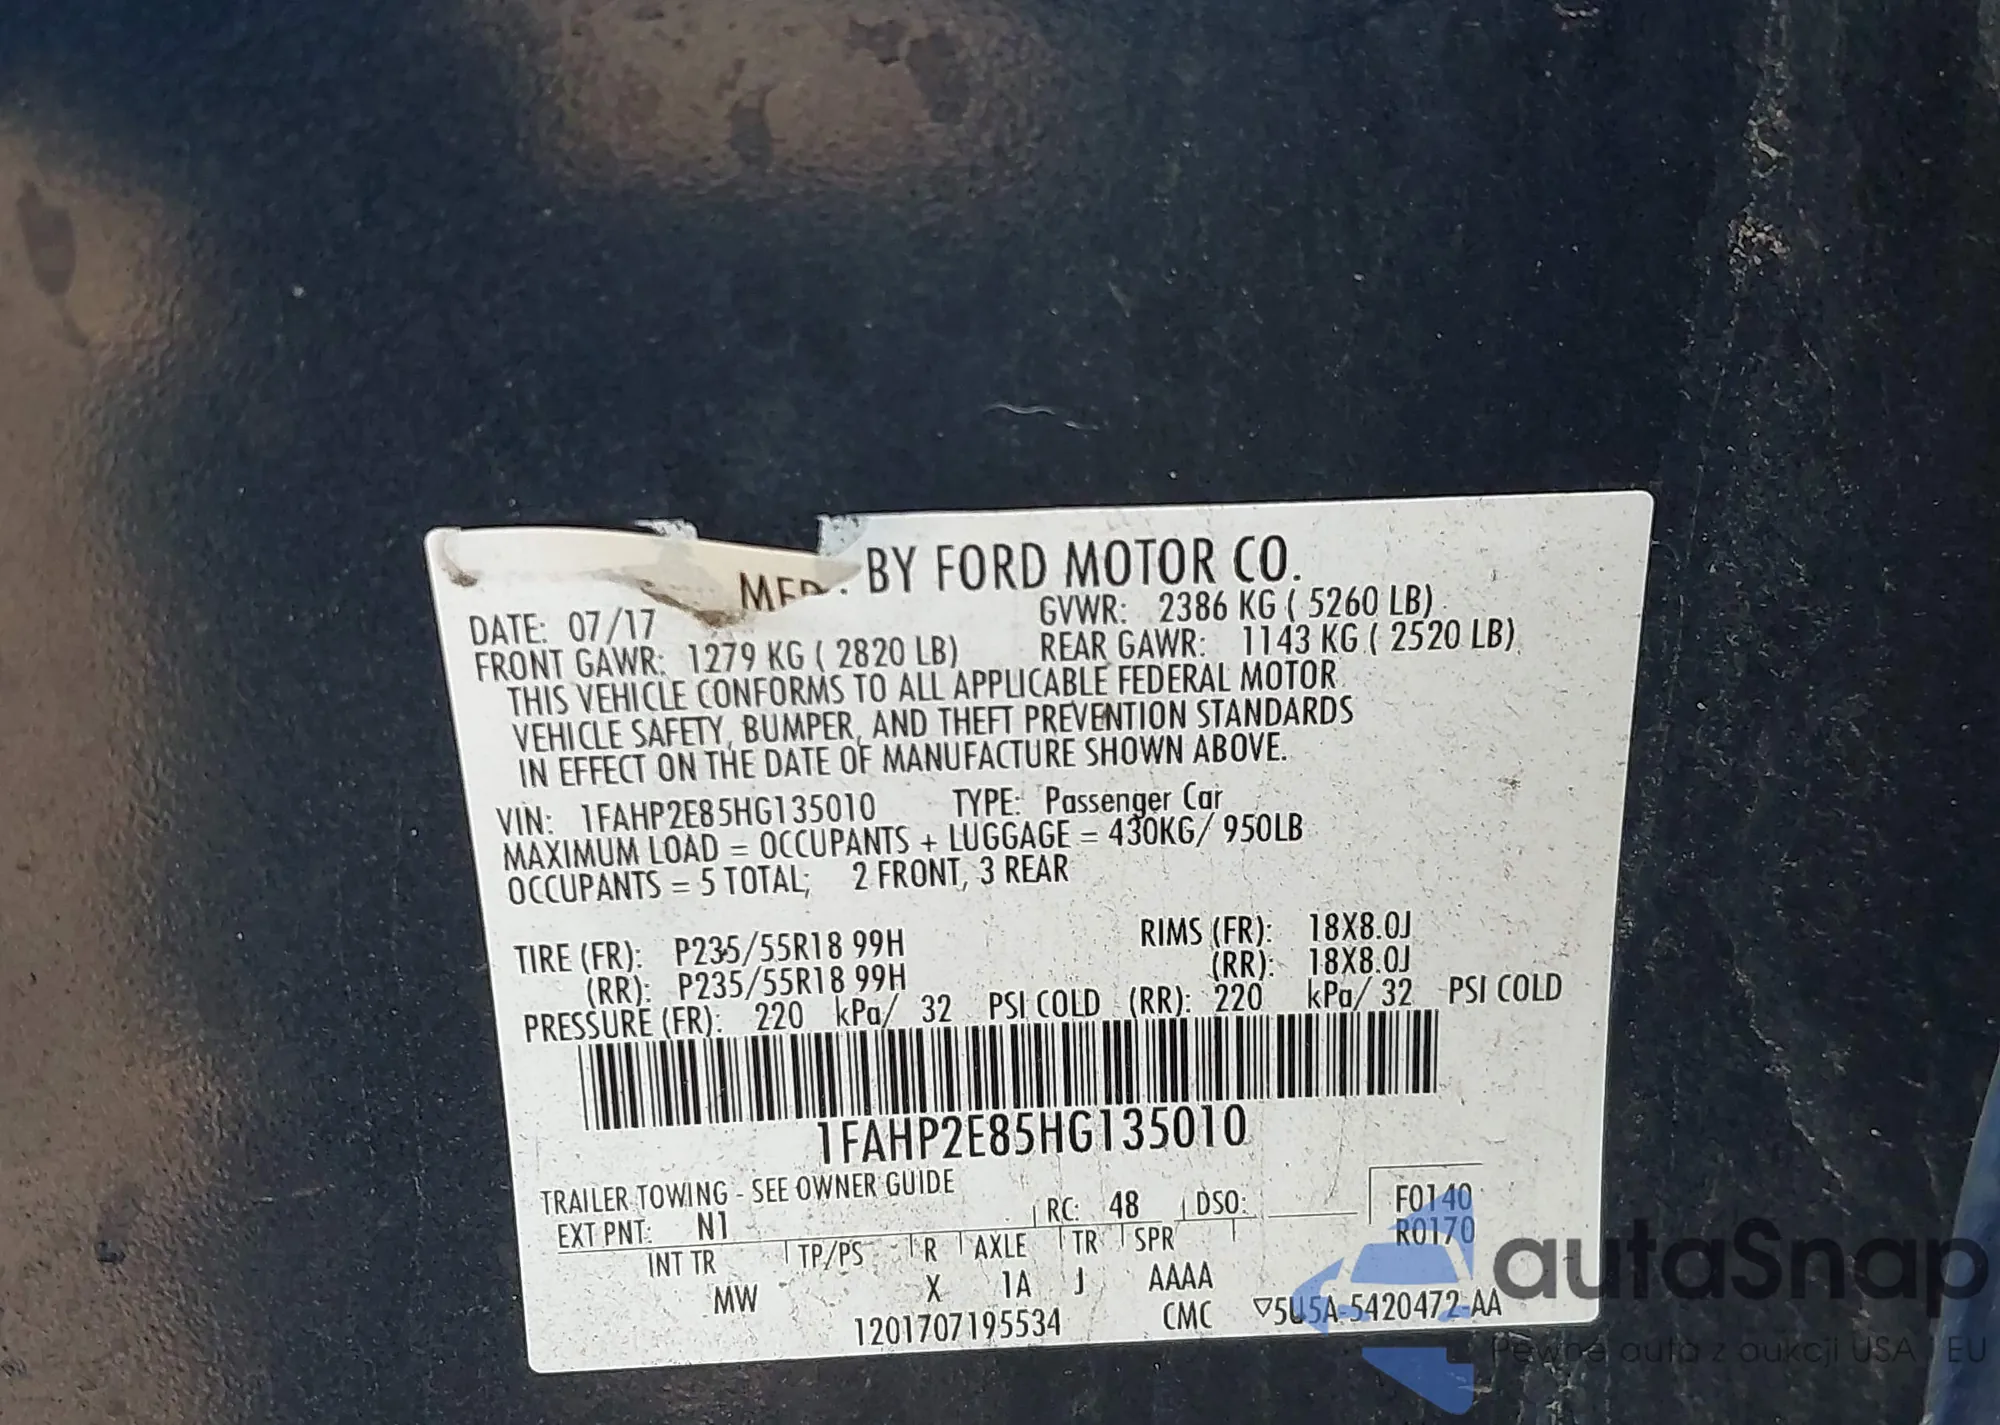 MFD. BY FORD MOTOR CO.
DATE: 07/17 GVWR: 2386 KG ( 5260 LB)
FRONT GAWR: 1279 KG ( 2820 LB) REAR GAWR: 1143 KG ( 2520 LB)
THIS VEHICLE CONFORMS TO ALL APPLICABLE FEDERAL MOTOR
VEHICLE SAFETY, BUMPER, AND THEFT PREVENTION STANDARDS
IN EFFECT ON THE DATE OF MANUFACTURE SHOWN ABOVE.
VIN: 1FAHP2E85HG135010 TYPE: Passenger Car
MAXIMUM LOAD = OCCUPANTS + LUGGAGE = 430KG/ 950LB
OCCUPANTS = 5 TOTAL; 2 FRONT, 3 REAR
TIRE (FR): P235/55R18 99H RIMS (FR): 18X8.0J
(RR): P235/55R18 99H (RR): 18X8.0J
PRESSURE (FR): 220 kPa/ 32 PSI COLD (RR): 220 kPa/ 32 PSI COLD
1FAHP2E85HG135010
TRAILER TOWING - SEE OWNER GUIDE
EXT PNT: N1 RC: 48 DSO: F0140
R0170
INT TR TP/PS R AXLE TR SPR
MW X 1A J AAAA
1201707195534 CMC ▽5U5A-5420472-AA
autaSnap
Pewne auta z aukcji USA i EU